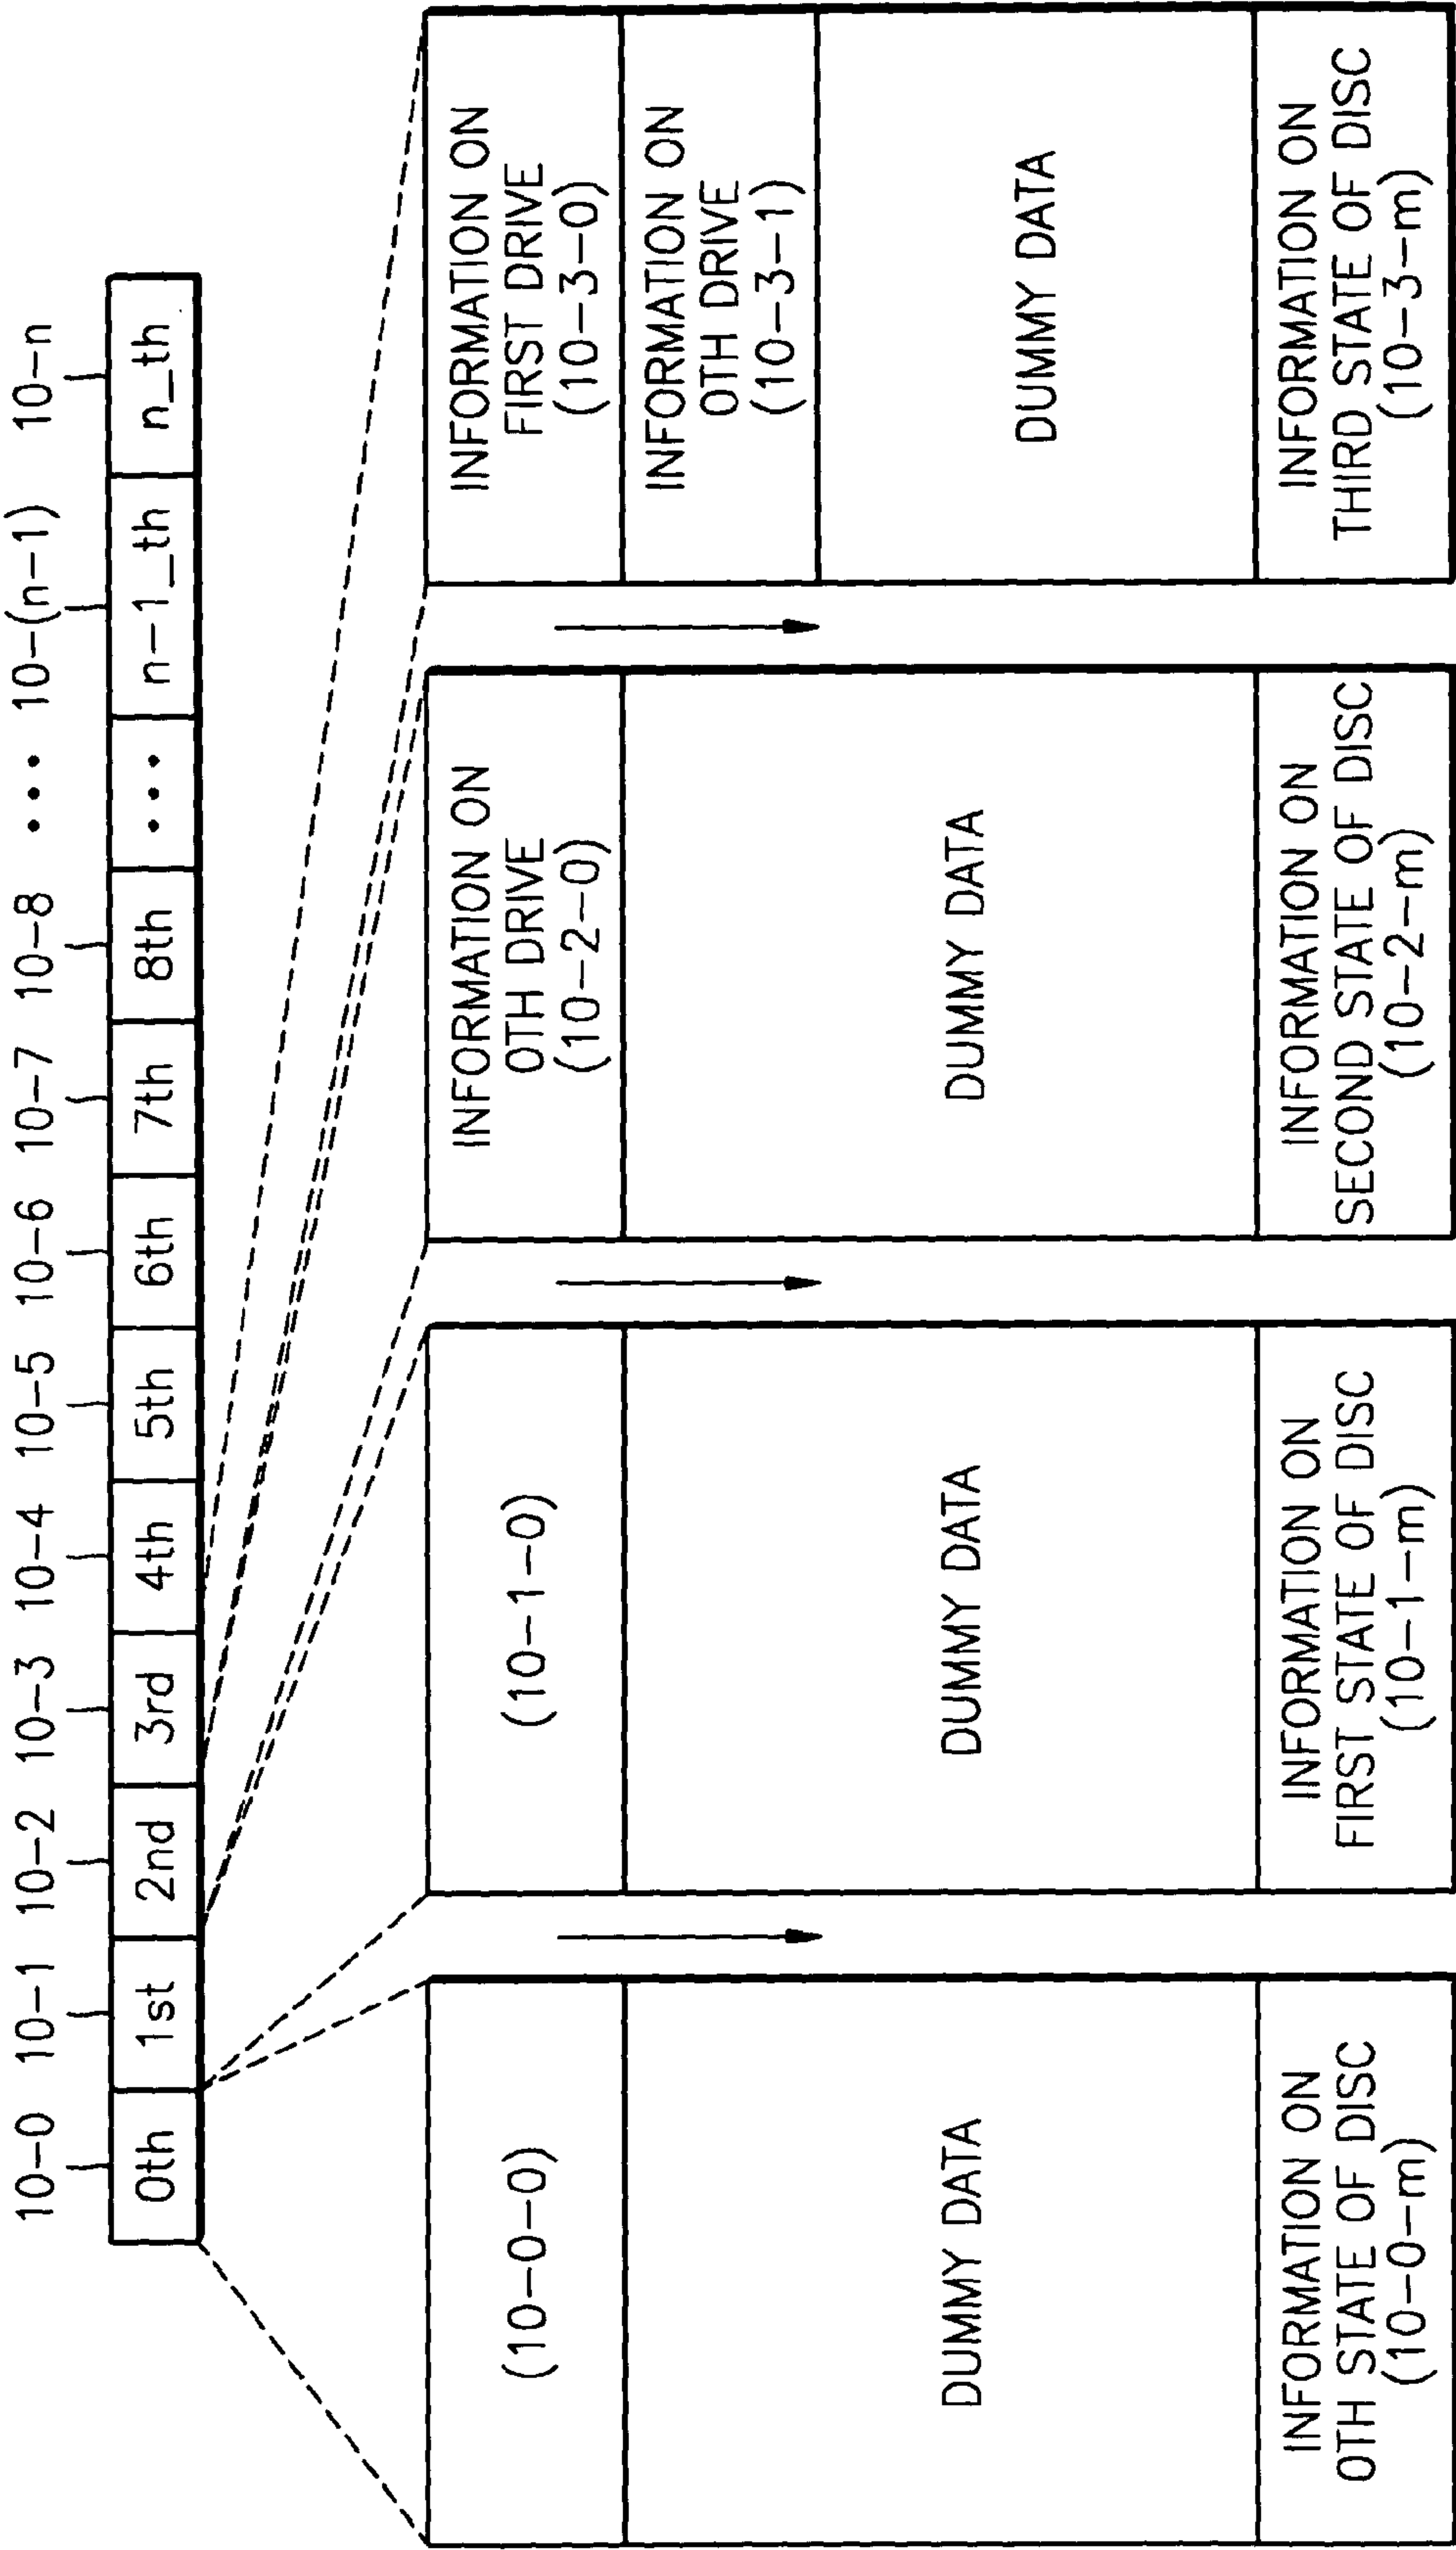 10-0 10-1 10-2 10-3 10-4 10-5 10-6 10-7 10-8 ••• 10-(n-1) 10-n
0th 1st 2nd 3rd 4th 5th 6th 7th 8th ••• n-1_th n_th
(10-0-0)
DUMMY DATA
INFORMATION ON
0TH STATE OF DISC
(10-0-m)
(10-1-0)
DUMMY DATA
INFORMATION ON
FIRST STATE OF DISC
(10-1-m)
INFORMATION ON
0TH DRIVE
(10-2-0)
DUMMY DATA
INFORMATION ON
SECOND STATE OF DISC
(10-2-m)
INFORMATION ON
FIRST DRIVE
(10-3-0)
INFORMATION ON
0TH DRIVE
(10-3-1)
DUMMY DATA
INFORMATION ON
THIRD STATE OF DISC
(10-3-m)